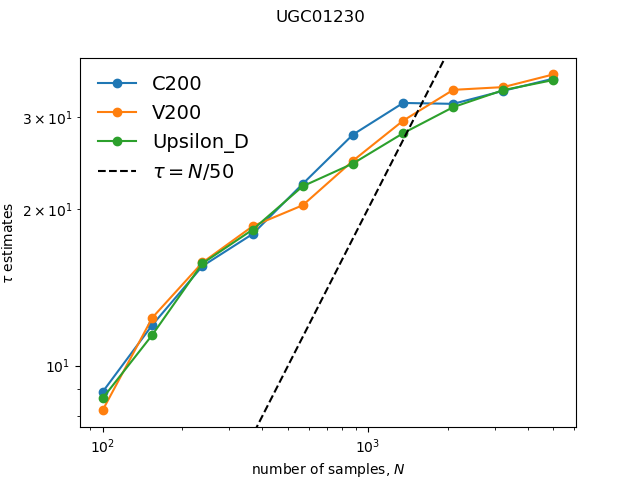 UGC01230
C200
V200
Upsilon_D
τ = N/50
3 × 10¹
2 × 10¹
10¹
τ estimates
10²
10³
number of samples, N